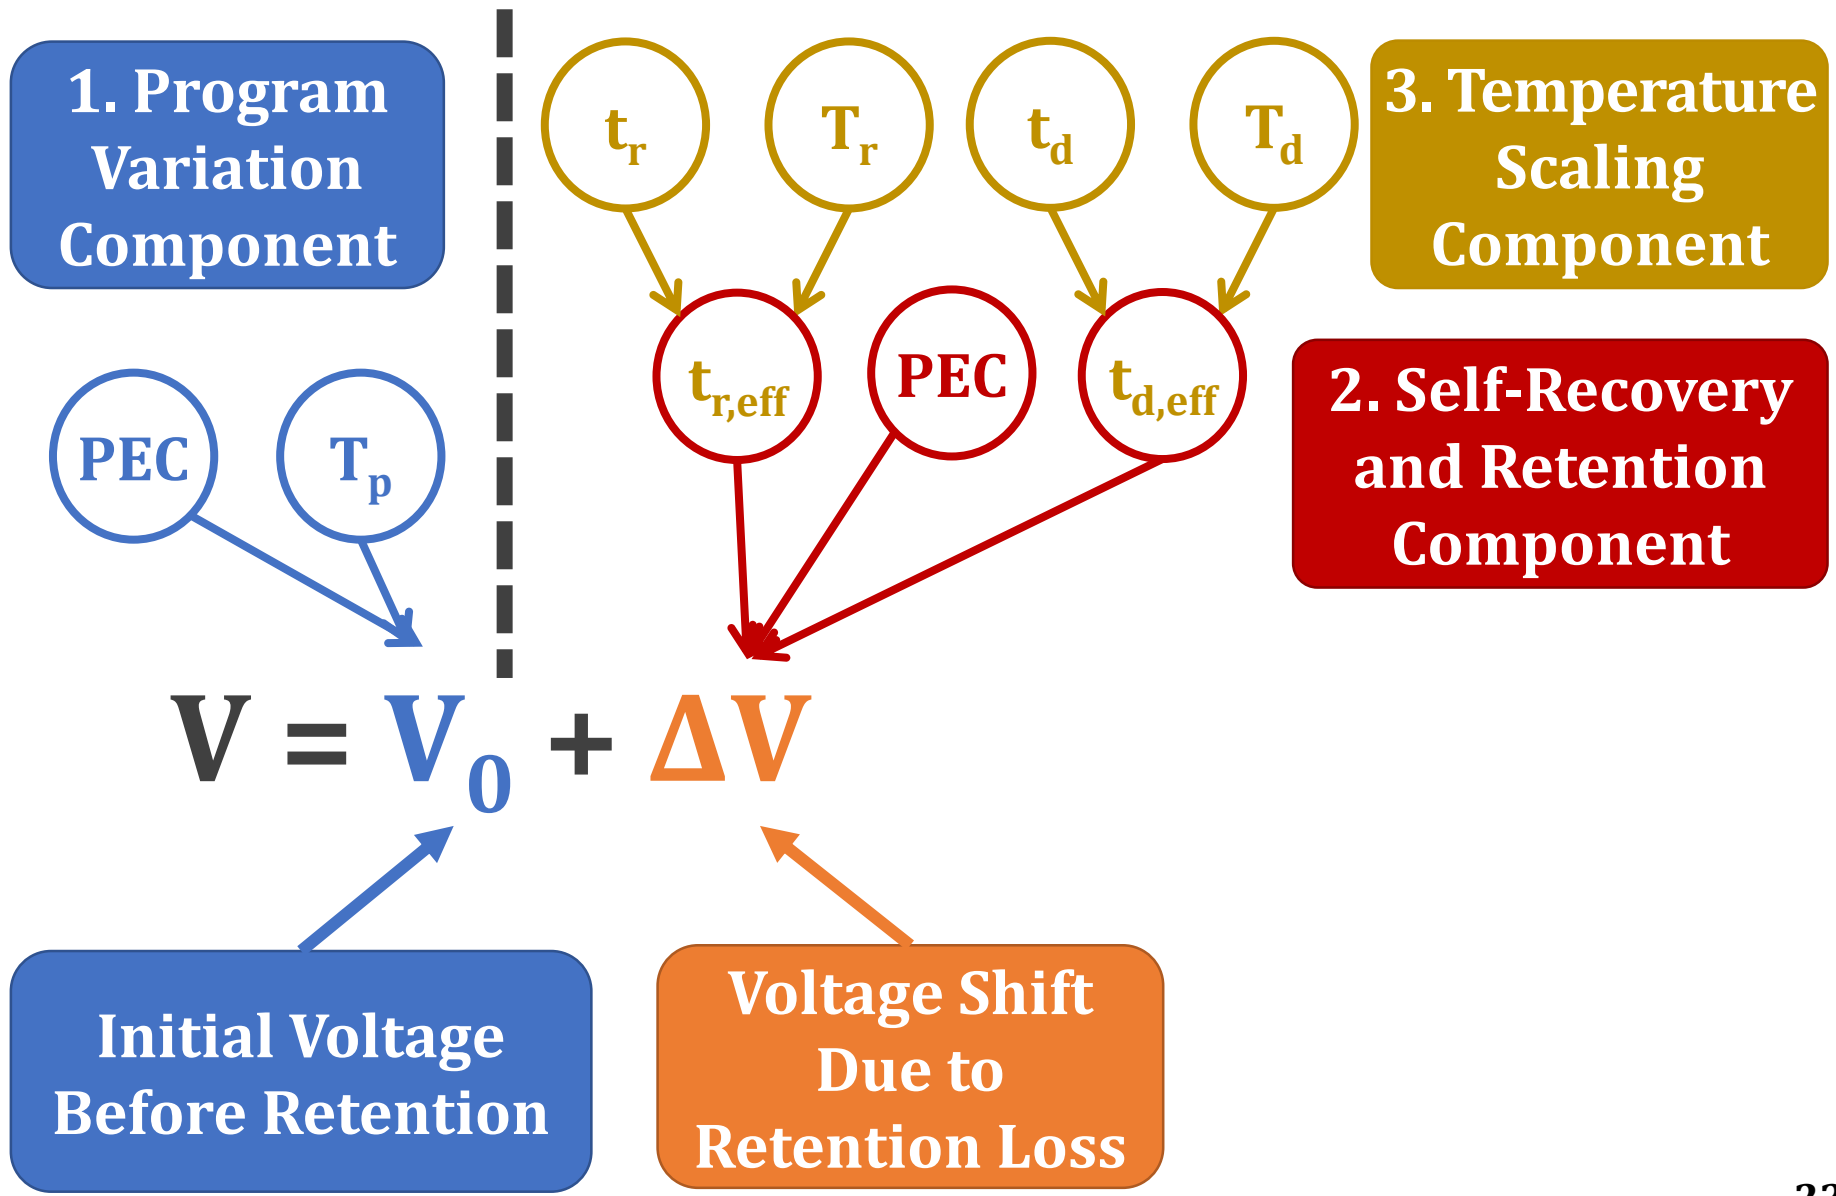 1. Program
Variation
Component
t_r
T_r
t_d
T_d
3. Temperature
Scaling
Component
t_r,eff
PEC
t_d,eff
2. Self-Recovery
and Retention
Component
PEC
T_p
V = V_0 + ΔV
Initial Voltage
Before Retention
Voltage Shift
Due to
Retention Loss